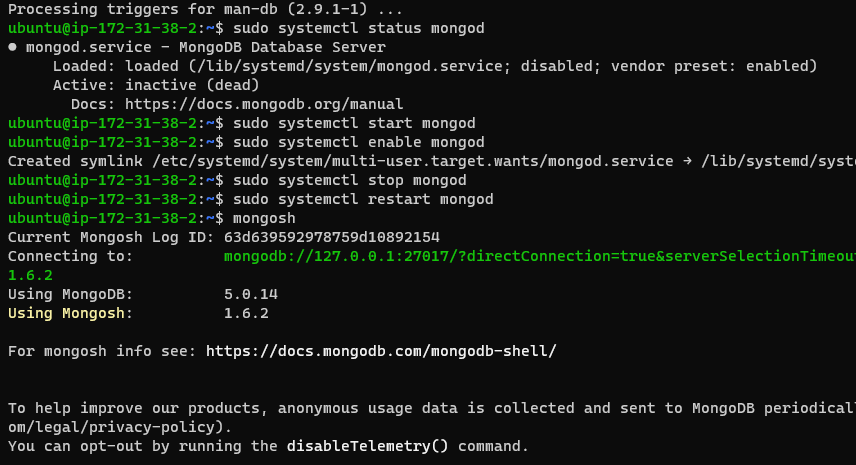 Processing triggers for man-db (2.9.1-1) ...
ubuntu@ip-172-31-38-2:~$ sudo systemctl status mongod
● mongod.service - MongoDB Database Server
     Loaded: loaded (/lib/systemd/system/mongod.service; disabled; vendor preset: enabled)
     Active: inactive (dead)
       Docs: https://docs.mongodb.org/manual
ubuntu@ip-172-31-38-2:~$ sudo systemctl start mongod
ubuntu@ip-172-31-38-2:~$ sudo systemctl enable mongod
Created symlink /etc/systemd/system/multi-user.target.wants/mongod.service → /lib/systemd/syst
ubuntu@ip-172-31-38-2:~$ sudo systemctl stop mongod
ubuntu@ip-172-31-38-2:~$ sudo systemctl restart mongod
ubuntu@ip-172-31-38-2:~$ mongosh
Current Mongosh Log ID: 63d639592978759d10892154
Connecting to:          mongodb://127.0.0.1:27017/?directConnection=true&serverSelectionTimeout
1.6.2
Using MongoDB:          5.0.14
Using Mongosh:          1.6.2

For mongosh info see: https://docs.mongodb.com/mongodb-shell/


To help improve our products, anonymous usage data is collected and sent to MongoDB periodicall
om/legal/privacy-policy).
You can opt-out by running the disableTelemetry() command.